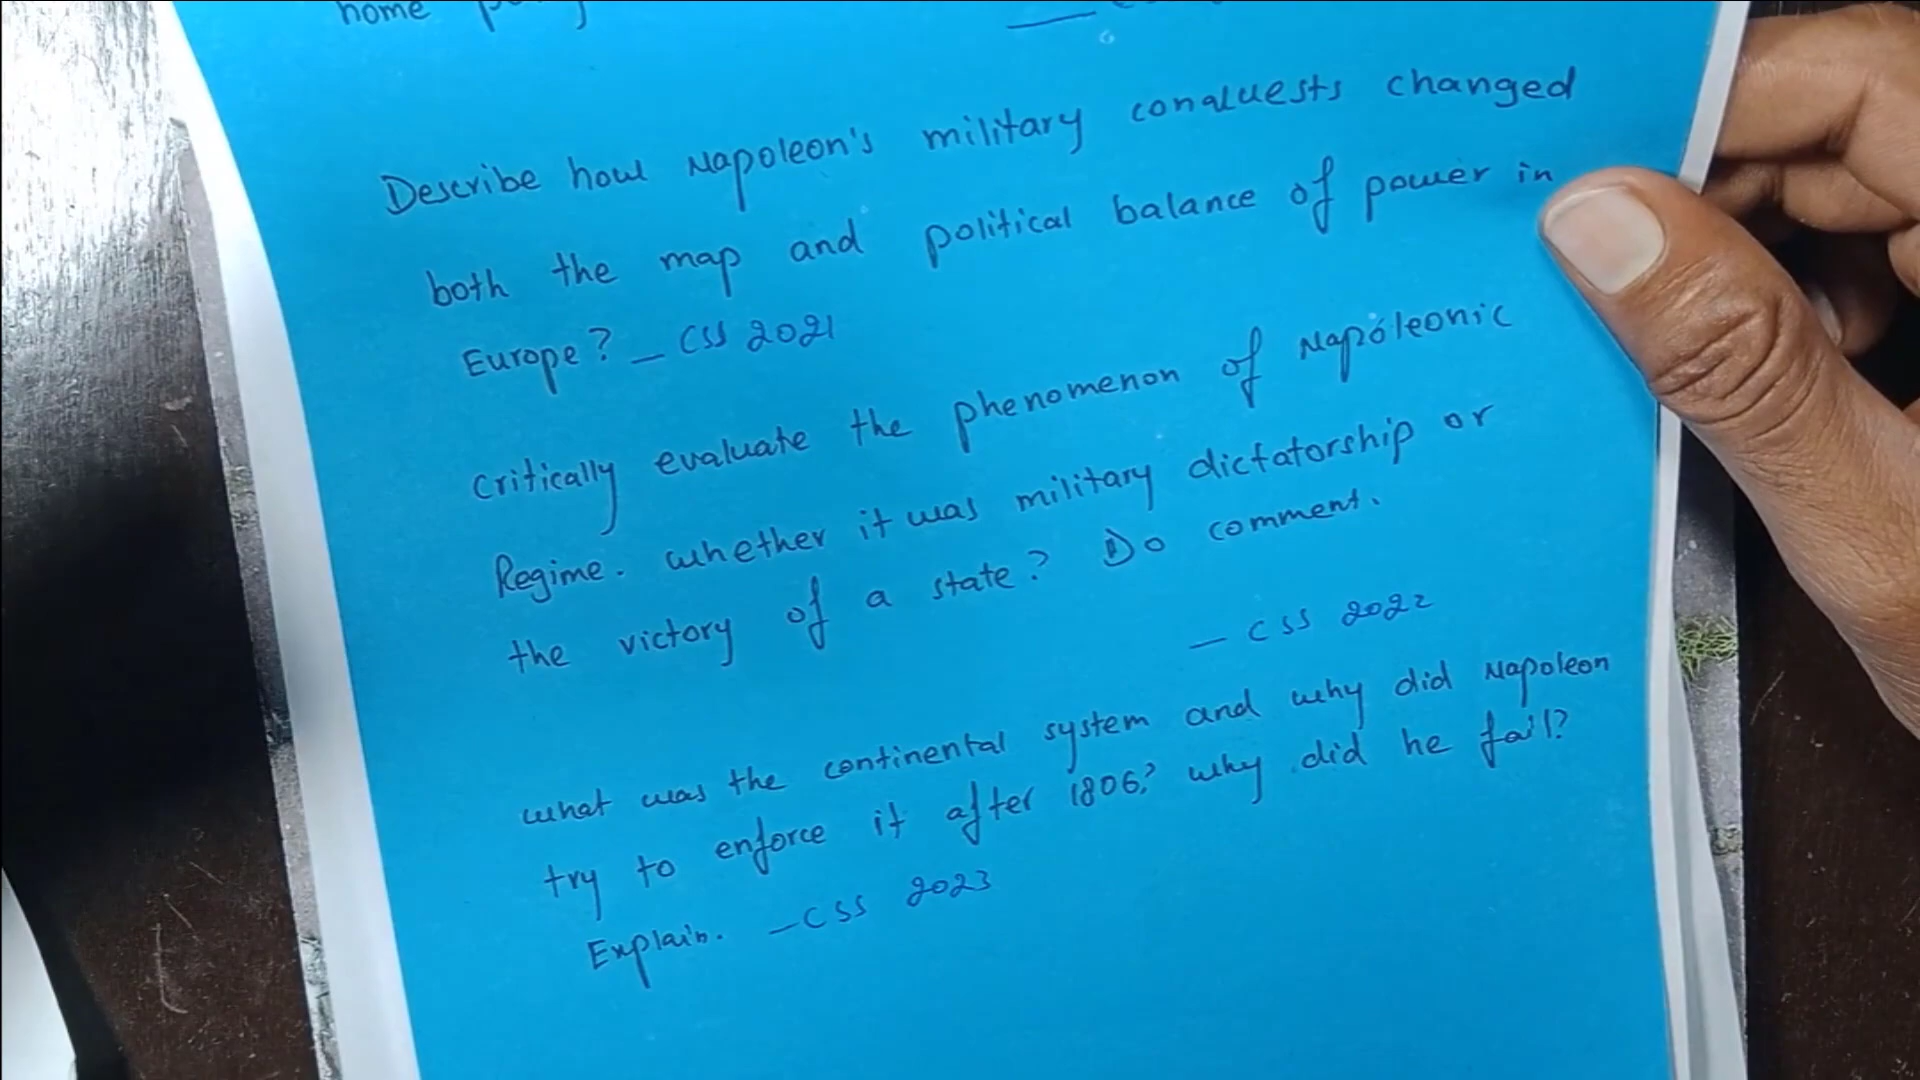 home
Describe how Napoleon's military conquests changed
both the map and political balance of power in
Europe? _ CSS 2021
critically evaluate the phenomenon of Napoleonic
Regime. whether it was military dictatorship or
the victory of a state? Do comment.
_ CSS 2022
what was the continental system and why did Napoleon
try to enforce it after 1806? why did he fail?
Explain. _CSS 2023